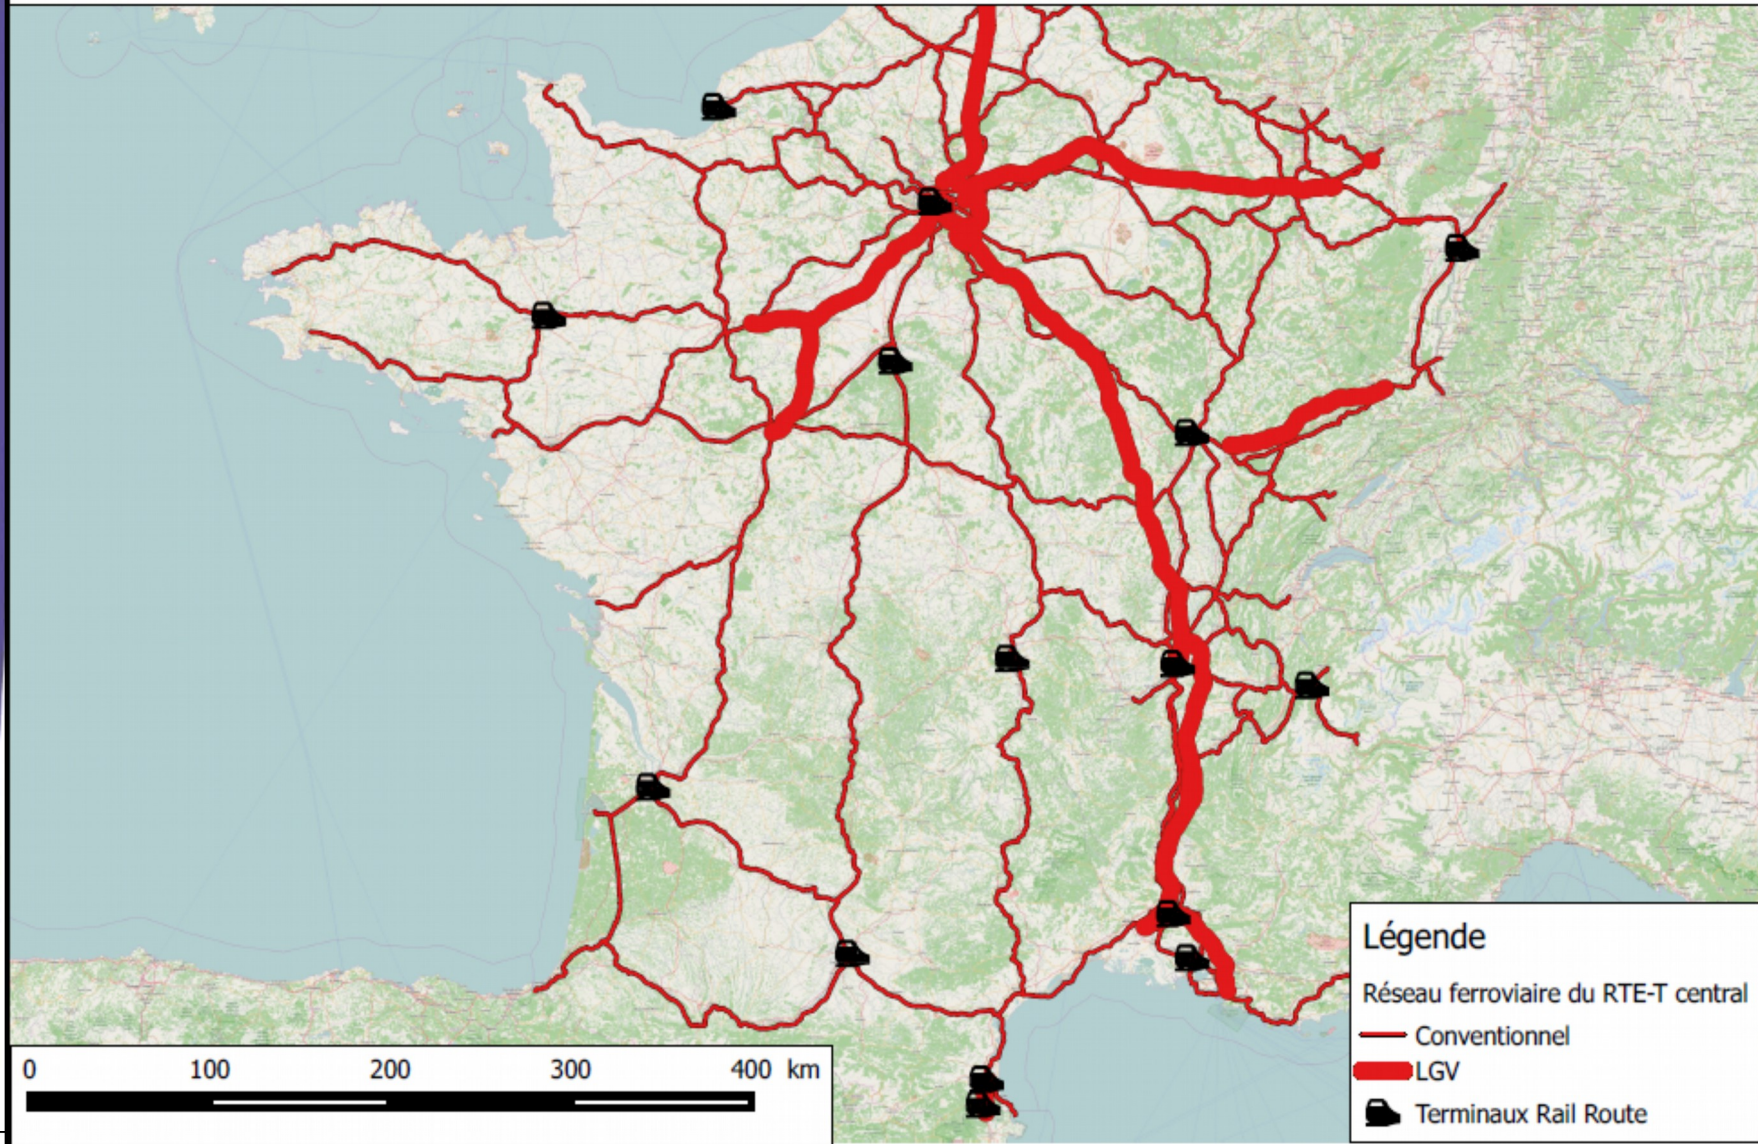 Légende
Réseau ferroviaire du RTE-T central
Conventionnel
LGV
Terminaux Rail Route
0 100 200 300 400 km